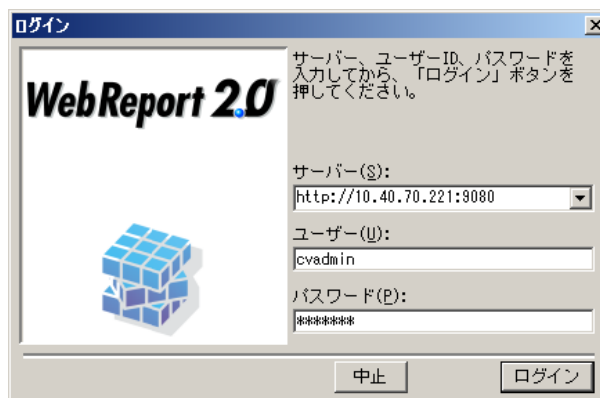 ログイン
WebReport 2.0
サーバー、ユーザーID、パスワードを
入力してから、「ログイン」ボタンを
押してください。
サーバー(S):
http://10.40.70.221:9080
ユーザー(U):
cvadmin
パスワード(P):
*******
中止
ログイン